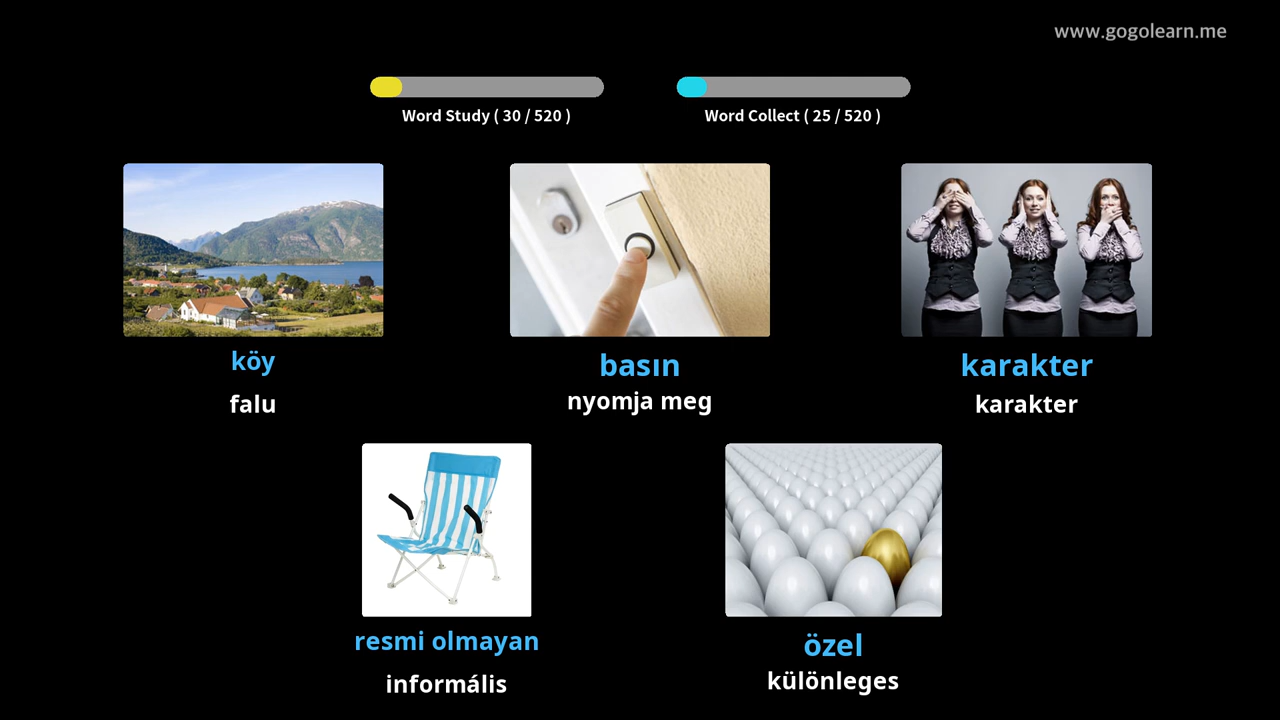 www.gogolearn.me
Word Study ( 30 / 520 )
Word Collect ( 25 / 520 )
köy
falu
basın
nyomja meg
karakter
karakter
resmi olmayan
informális
özel
különleges